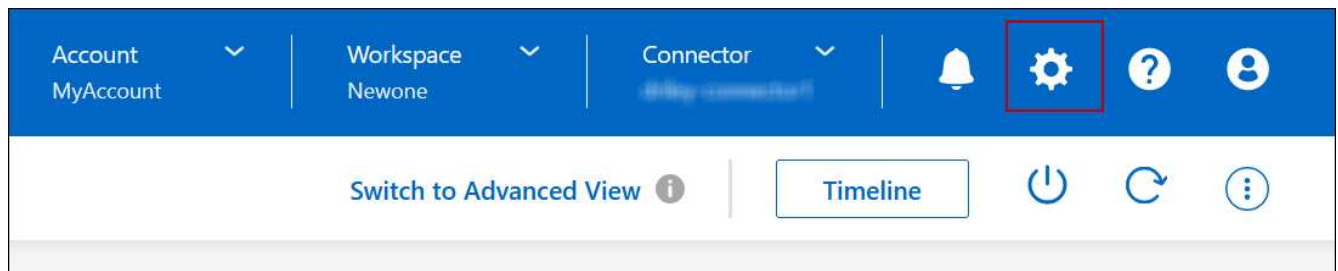 Account
MyAccount
Workspace
Newone
Connector
Switch to Advanced View
Timeline